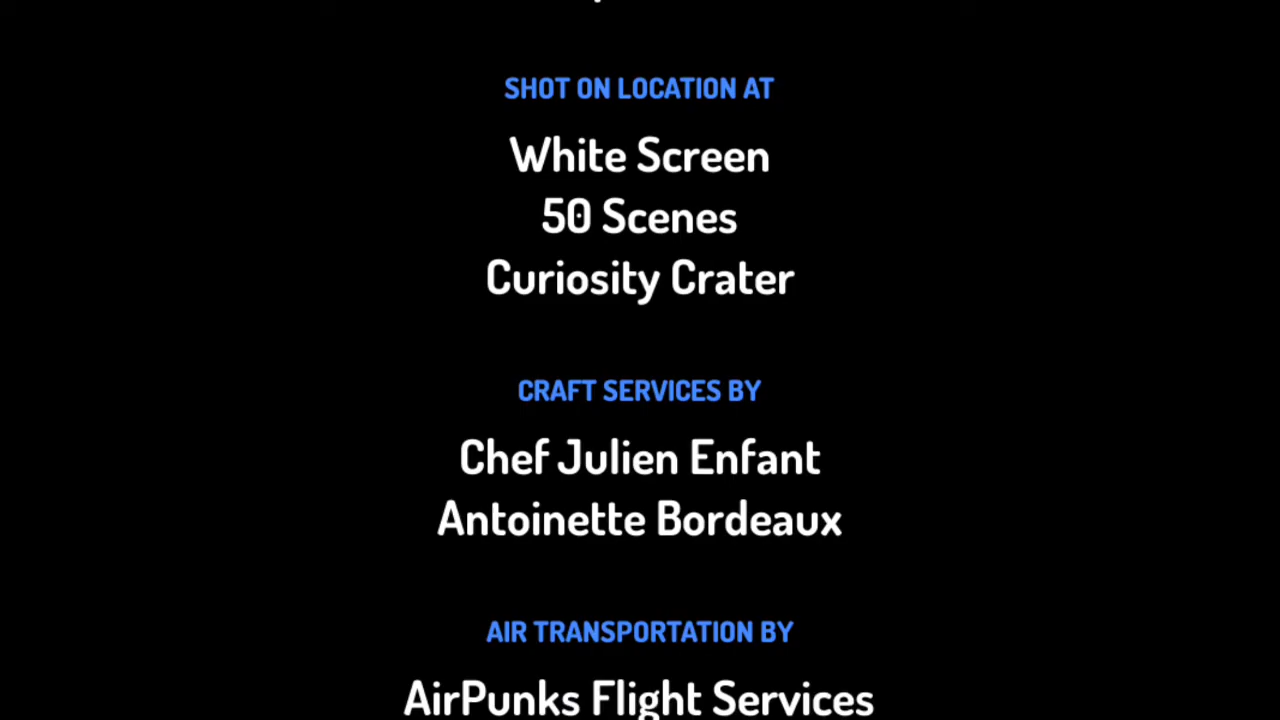 SHOT ON LOCATION AT
White Screen
50 Scenes
Curiosity Crater
CRAFT SERVICES BY
Chef Julien Enfant
Antoinette Bordeaux
AIR TRANSPORTATION BY
AirPunks Flight Services